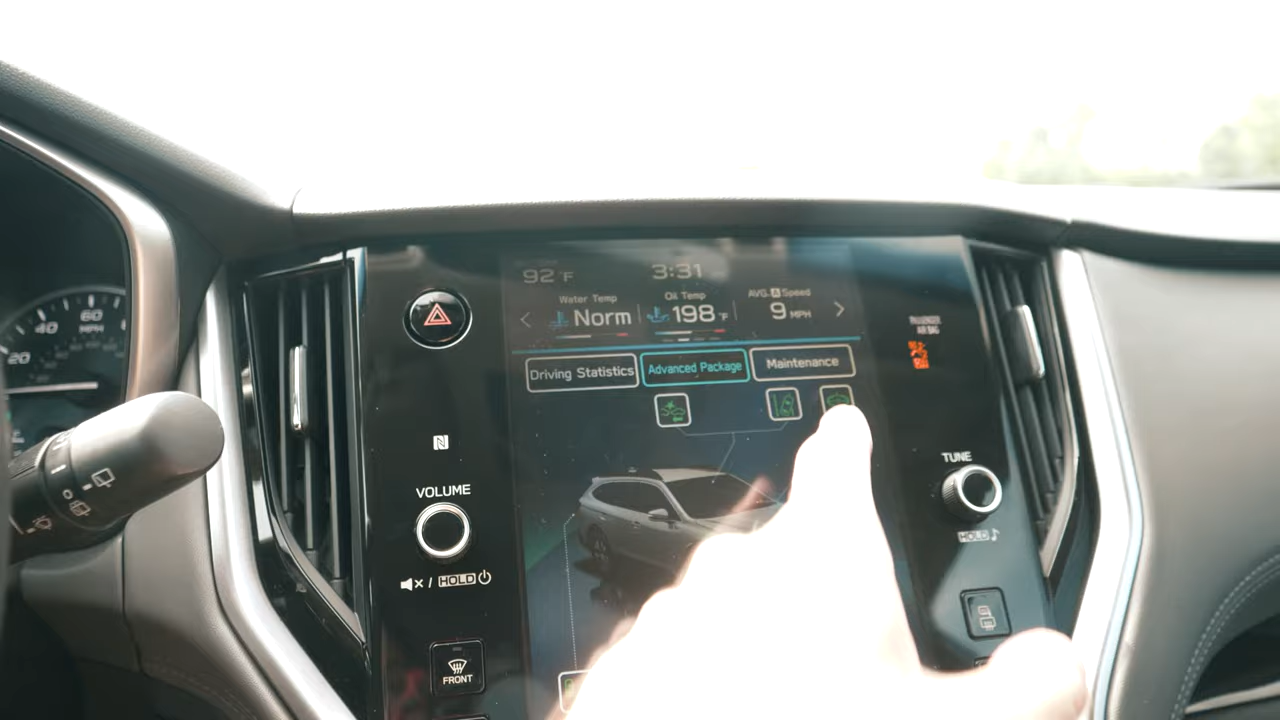 92 °F
3:31
Water Temp
Norm
Oil Temp
198 °F
AVG. A Speed
9 MPH
Driving Statistics
Advanced Package
Maintenance
PASSENGER
AIR BAG
60
40
MPH
20
VOLUME
/ HOLD
TUNE
HOLD
FRONT